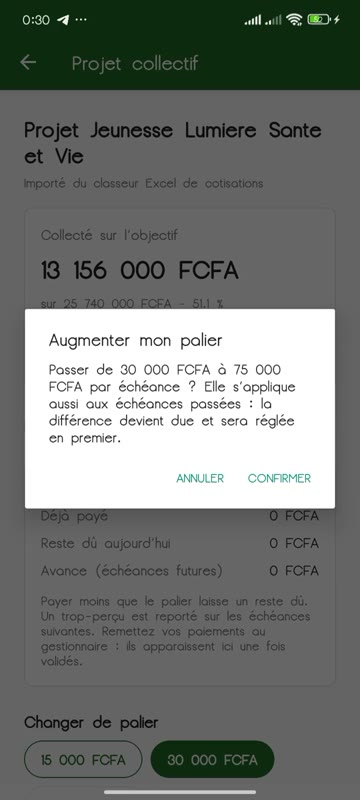 0:30
Projet collectif
Projet Jeunesse Lumiere Sante
et Vie
Importé du classeur Excel de cotisations
Collecté sur l'objectif
13 156 000 FCFA
sur 25 740 000 FCFA - 51.1 %
Augmenter mon palier
Passer de 30 000 FCFA à 75 000
FCFA par échéance ? Elle s'applique
aussi aux échéances passées : la
différence devient due et sera réglée
en premier.
ANNULER CONFIRMER
Déjà payé 0 FCFA
Reste dû aujourd'hui 0 FCFA
Avance (échéances futures) 0 FCFA
Payer moins que le palier laisse un reste dû.
Un trop-perçu est reporté sur les échéances
suivantes. Remettez vos paiements au
gestionnaire : ils apparaissent ici une fois
validés.
Changer de palier
15 000 FCFA 30 000 FCFA